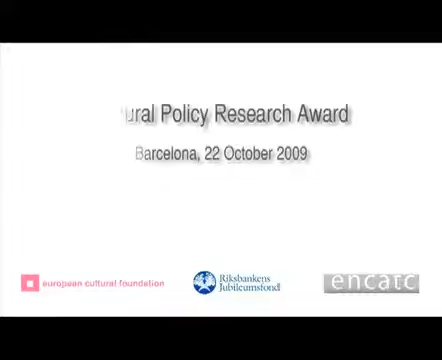 ural Policy Research Award
Barcelona, 22 October 2009
european cultural foundation
Riksbankens
Jubileumsfond
encatc